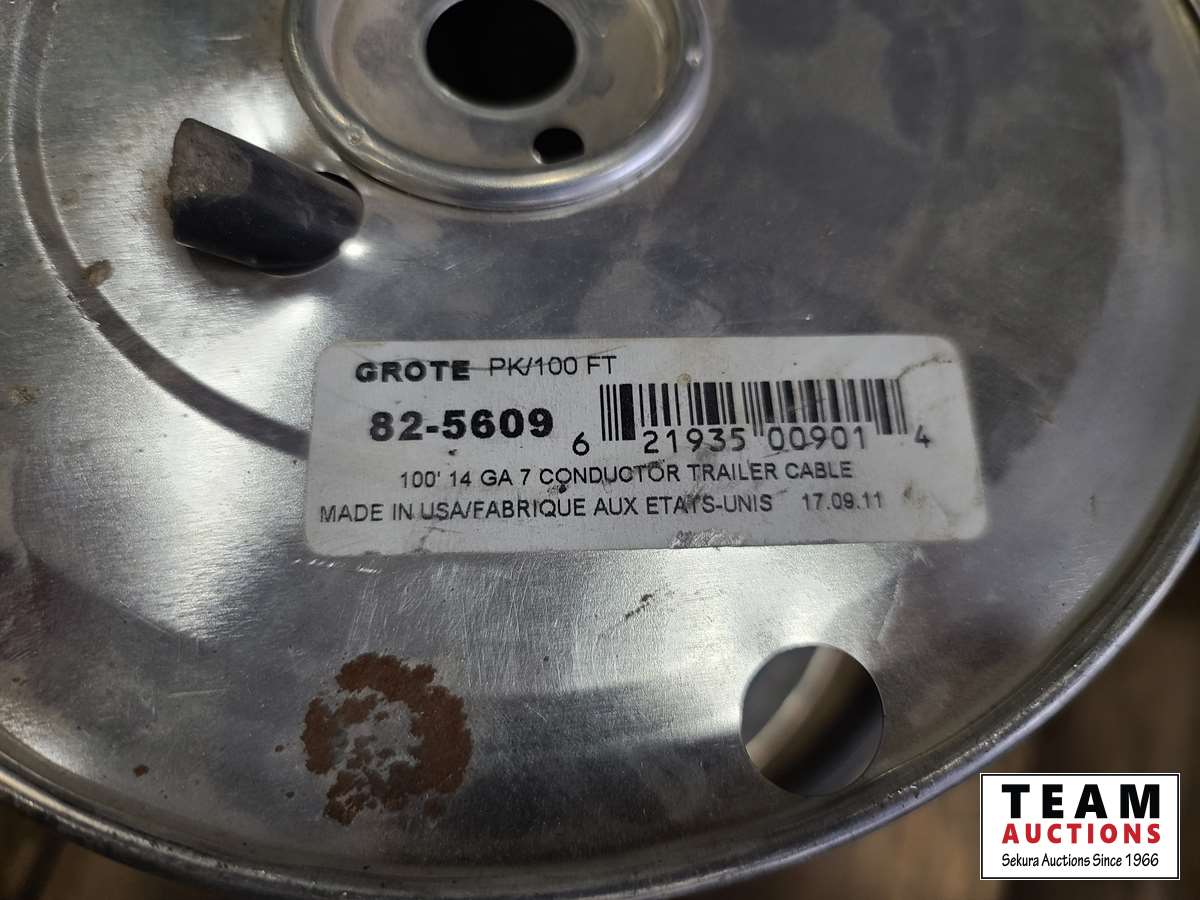 GROTE PK/100 FT
82-5609
6 21935 00901 4
100' 14 GA 7 CONDUCTOR TRAILER CABLE
MADE IN USA/FABRIQUE AUX ETATS-UNIS 17.09.11
TEAM
AUCTIONS
Sekura Auctions Since 1966